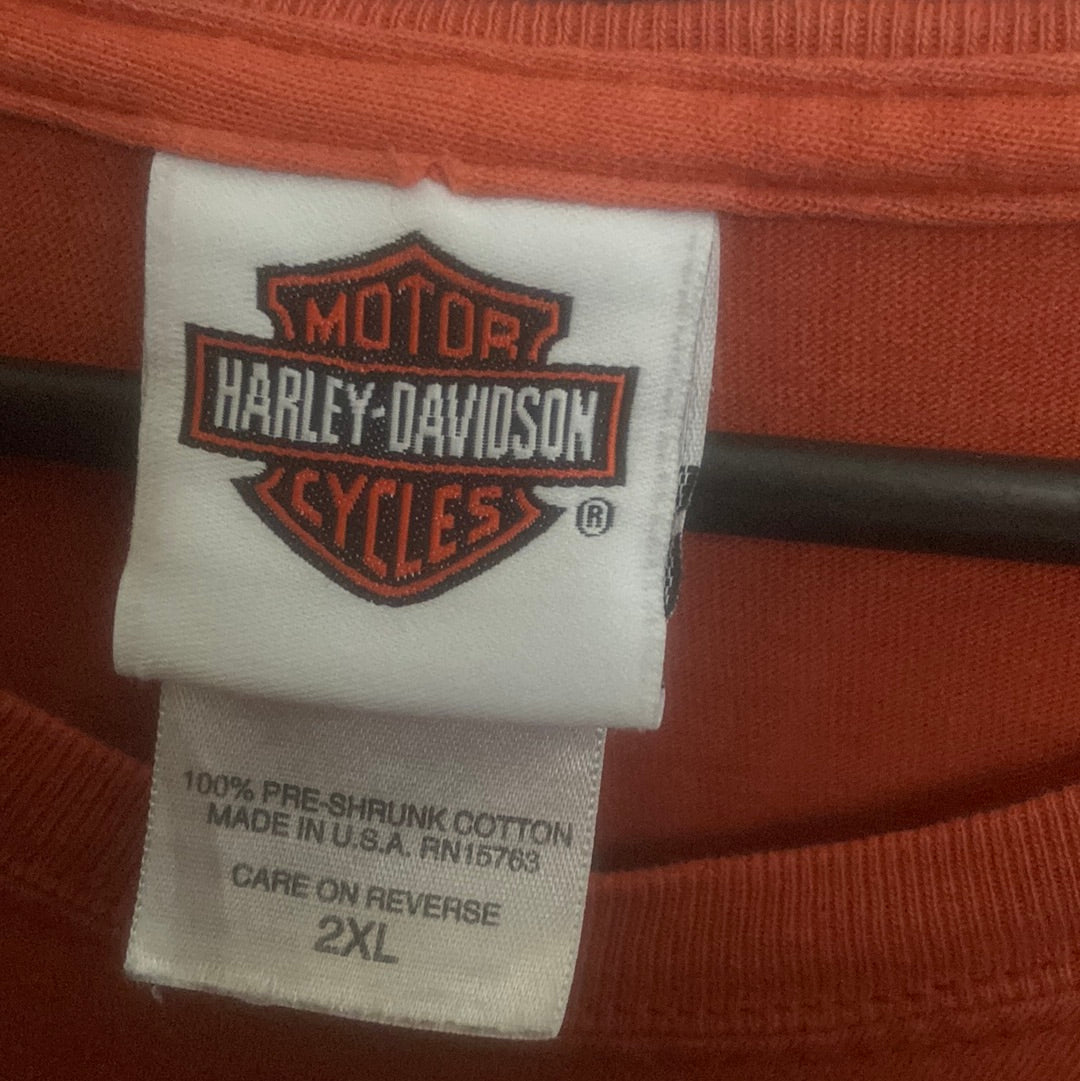 MOTOR
HARLEY-DAVIDSON
CYCLES
®
100% PRE-SHRUNK COTTON
MADE IN U.S.A. RN15763
CARE ON REVERSE
2XL